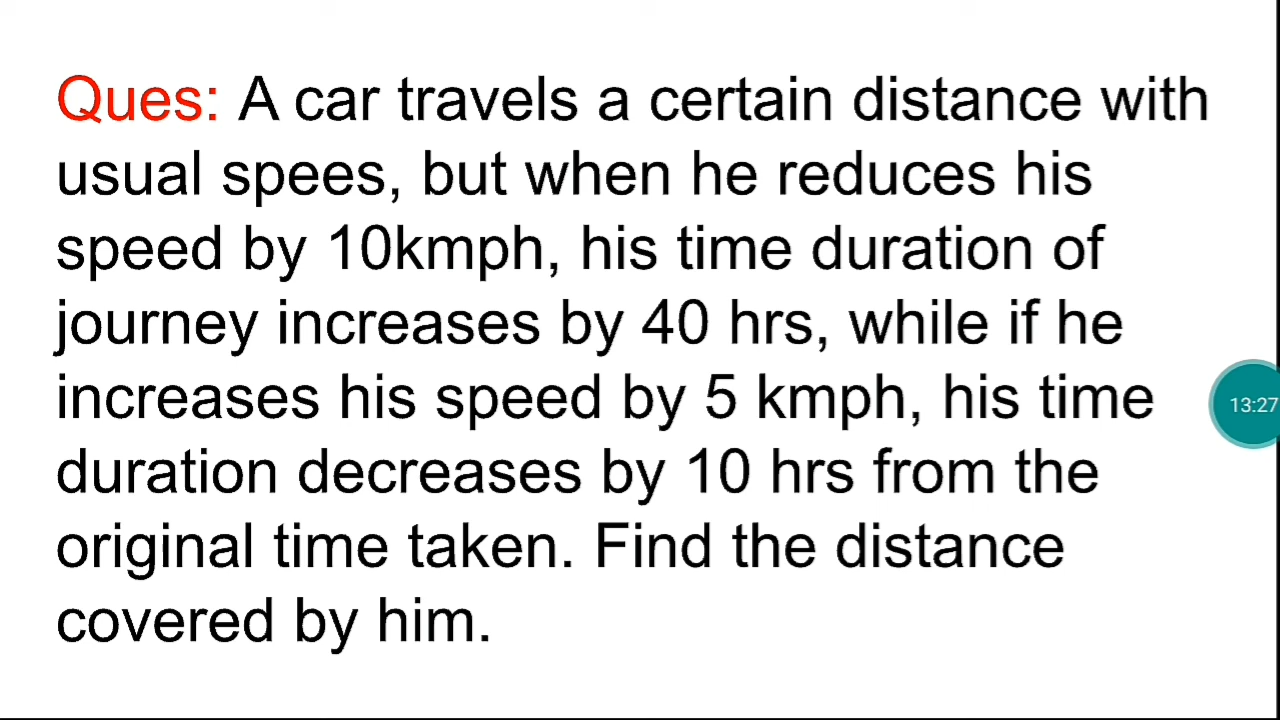 Ques: A car travels a certain distance with
usual spees, but when he reduces his
speed by 10kmph, his time duration of
journey increases by 40 hrs, while if he
increases his speed by 5 kmph, his time
duration decreases by 10 hrs from the
original time taken. Find the distance
covered by him.
13:27